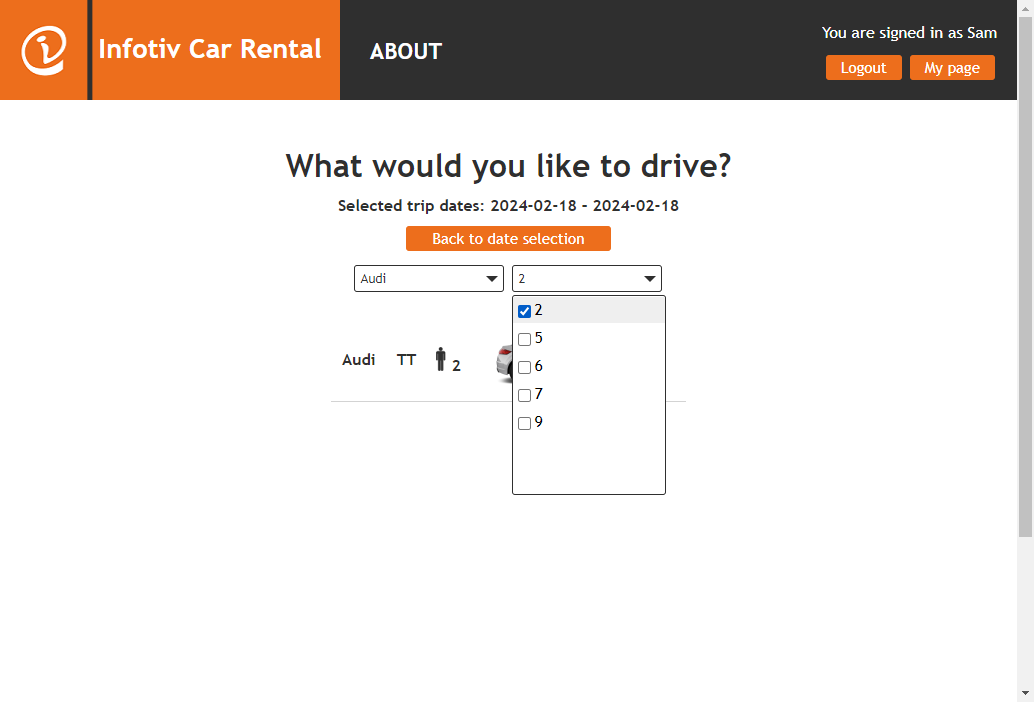 Infotiv Car Rental
ABOUT
You are signed in as Sam
Logout
My page
What would you like to drive?
Selected trip dates: 2024-02-18 - 2024-02-18
Back to date selection
Audi
2
2
5
6
7
9
Audi TT 2